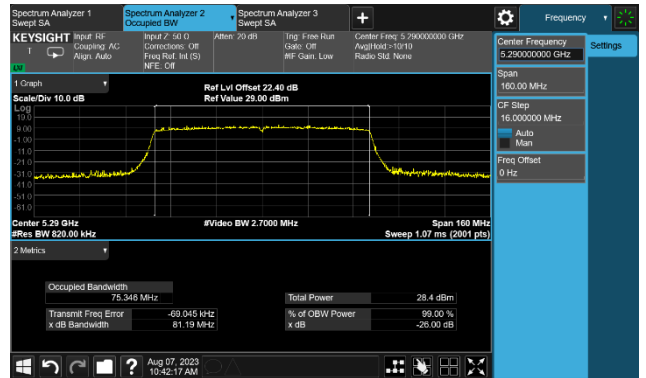 Spectrum Analyzer 1
Swept SA
Spectrum Analyzer 2
Occupied BW
Spectrum Analyzer 3
Swept SA
+
Frequency
KEYSIGHT
Input: RF
Coupling: AC
Align: Auto
Input Z: 50 Ω
Corrections: Off
Freq Ref: Int (S)
NFE: Off
Atten: 20 dB
Trig: Free Run
Gate: Off
#IF Gain: Low
Center Freq: 5.290000000 GHz
Avg|Hold:>10/10
Radio Std: None
Center Frequency
5.290000000 GHz
Settings
Span
160.00 MHz
CF Step
16.000000 MHz
Auto
Man
Freq Offset
0 Hz
1 Graph
Scale/Div 10.0 dB
Ref Lvl Offset 22.40 dB
Ref Value 29.00 dBm
Log
19.0
9.00
-1.00
-11.0
-21.0
-31.0
-41.0
-51.0
-61.0
Center 5.29 GHz
#Res BW 820.00 kHz
#Video BW 2.7000 MHz
Span 160 MHz
Sweep 1.07 ms (2001 pts)
2 Metrics
Occupied Bandwidth
75.346 MHz
Total Power 28.4 dBm
Transmit Freq Error -69.045 kHz
% of OBW Power 99.00 %
x dB Bandwidth 81.19 MHz
x dB -26.00 dB
?
Aug 07, 2023
10:42:17 AM